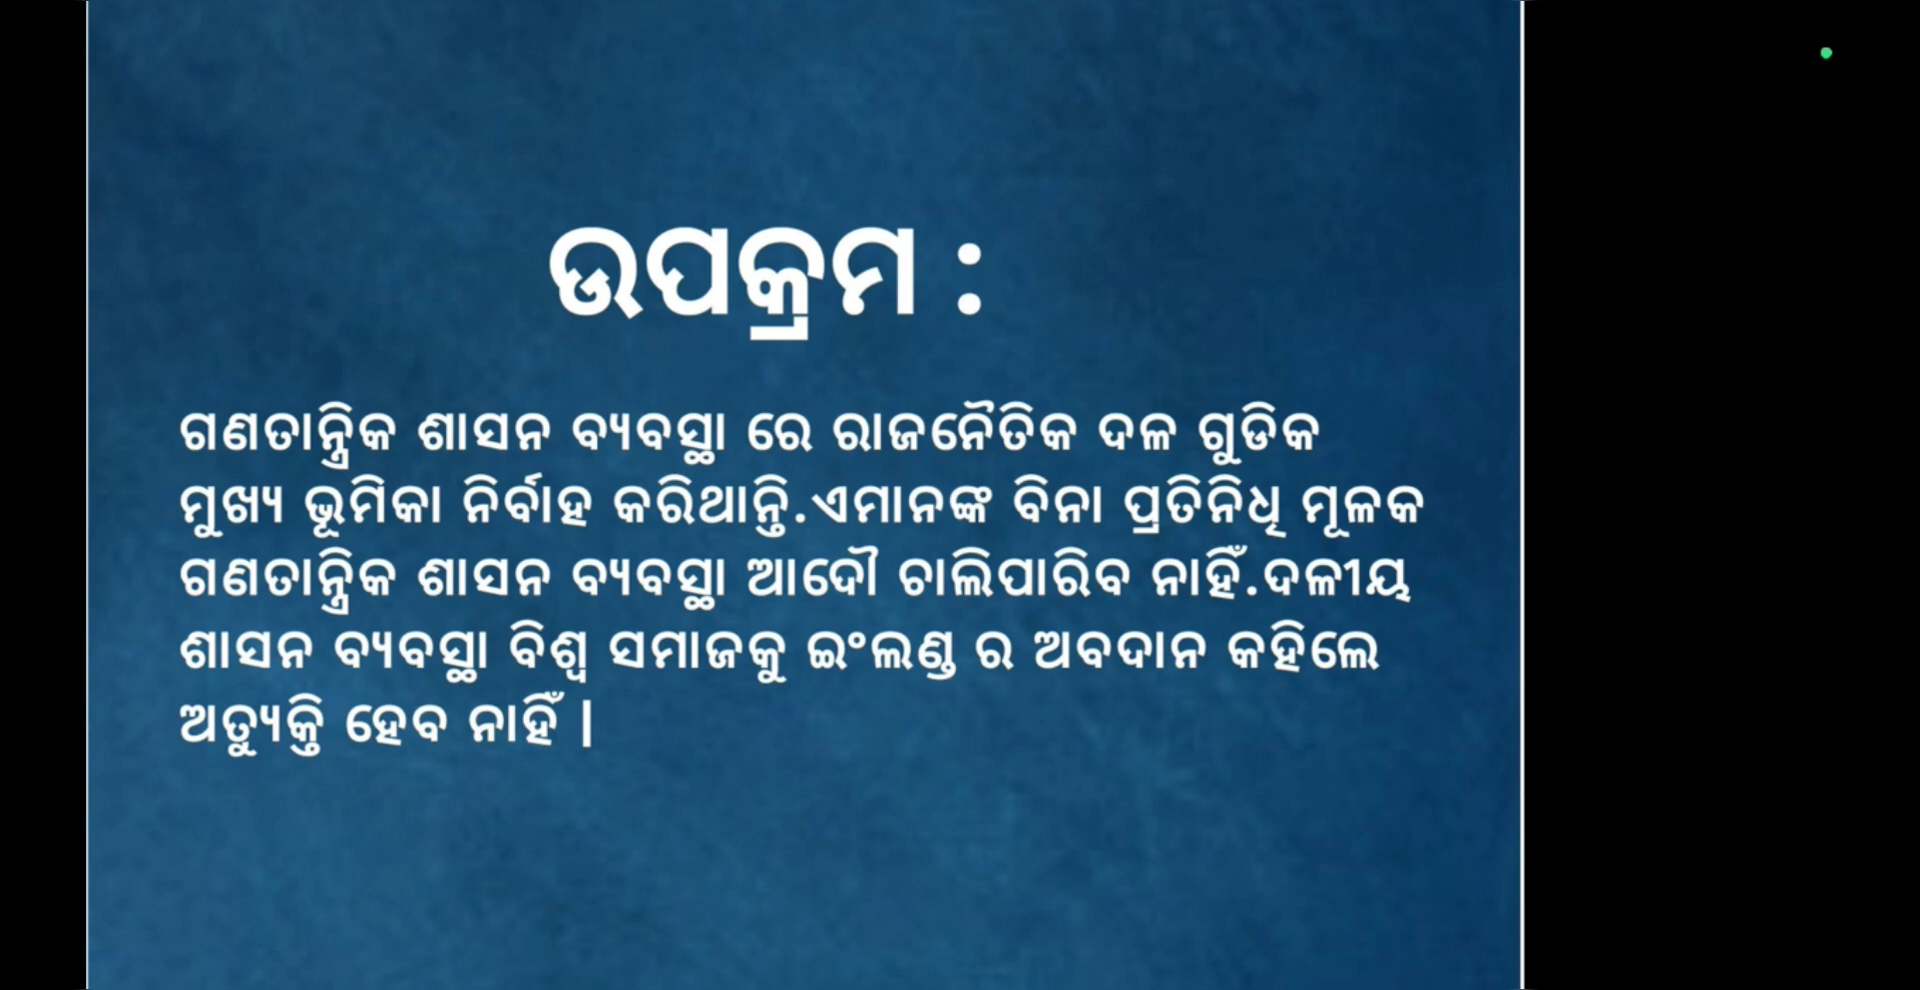 ଉପକ୍ରମ :
ଗଣତାନ୍ତ୍ରିକ ଶାସନ ବ୍ୟବସ୍ଥା ରେ ରାଜନୈତିକ ଦଳ ଗୁଡିକ
ମୁଖ୍ୟ ଭୂମିକା ନିର୍ବାହ କରିଥାନ୍ତି.ଏମାନଙ୍କ ବିନା ପ୍ରତିନିଧି ମୂଳକ
ଗଣତାନ୍ତ୍ରିକ ଶାସନ ବ୍ୟବସ୍ଥା ଆଦୌ ଚାଲିପାରିବ ନାହିଁ.ଦଳୀୟ
ଶାସନ ବ୍ୟବସ୍ଥା ବିଶ୍ୱ ସମାଜକୁ ଇଂଲଣ୍ଡ ର ଅବଦାନ କହିଲେ
ଅତ୍ୟୁକ୍ତି ହେବ ନାହିଁ |